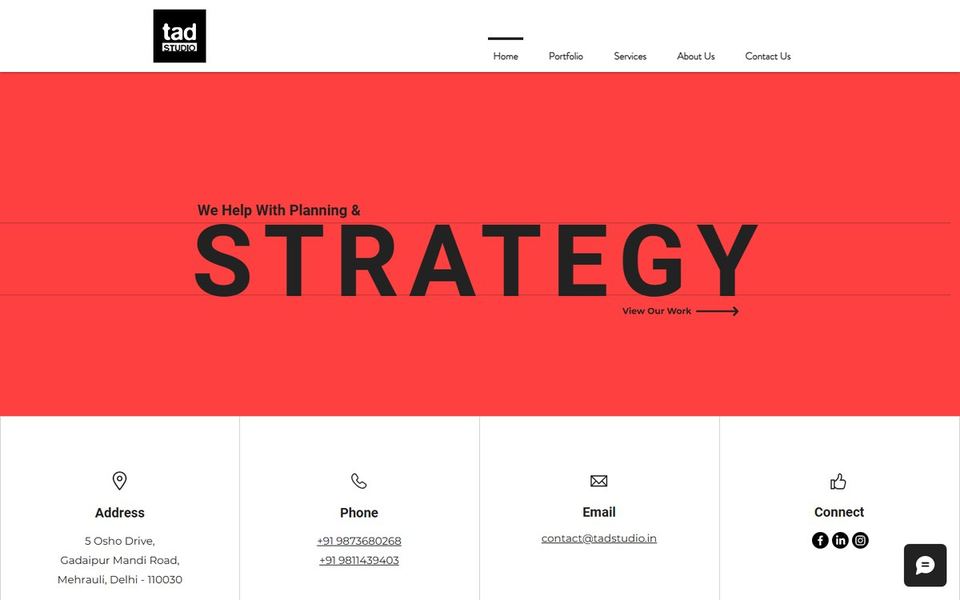 tad
STUDIO
Home
Portfolio
Services
About Us
Contact Us
We Help With Planning &
STRATEGY
View Our Work
Address
5 Osho Drive,
Gadaipur Mandi Road,
Mehrauli, Delhi - 110030
Phone
+91 9873680268
+91 9811439403
Email
contact@tadstudio.in
Connect